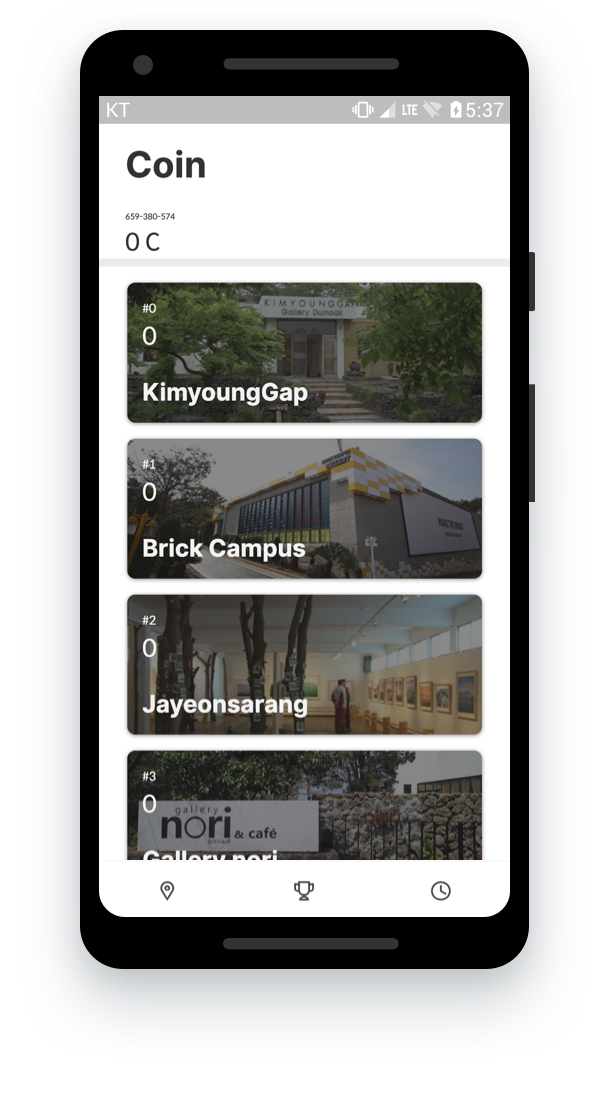 KT LTE 5:37
Coin
659-380-574
0 C
#0
0
KIMYOUNGGAP
Gallery Dumoak
KimyoungGap
#1
0
Brick Campus
#2
0
Jayeonsarang
#3
0
gallery
nori & café
Gallery nori